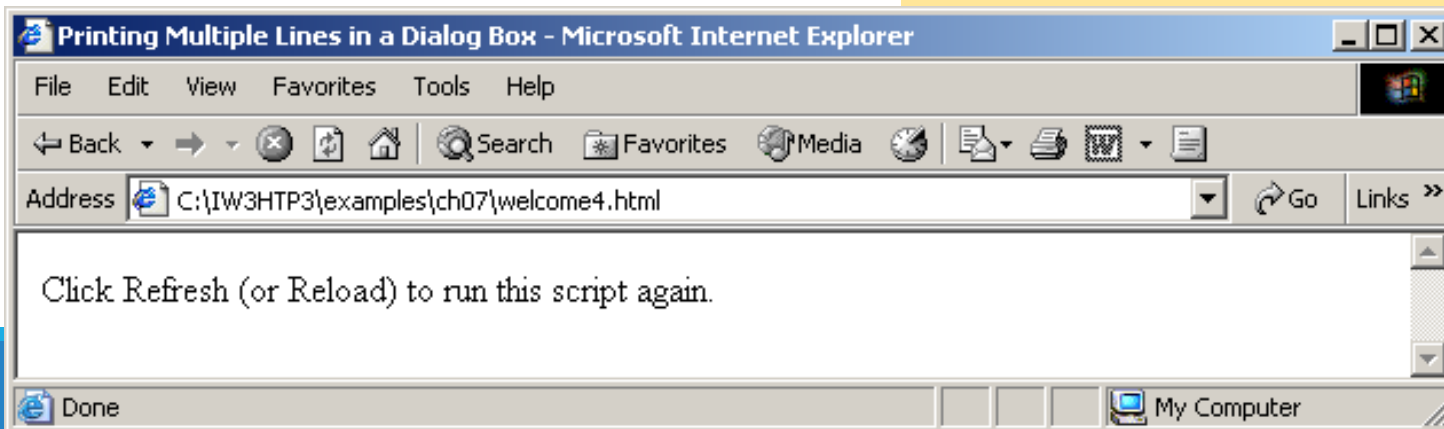 Printing Multiple Lines in a Dialog Box - Microsoft Internet Explorer
File Edit View Favorites Tools Help
Back Search Favorites Media
Address C:\IW3HTP3\examples\ch07\welcome4.html Go Links »
Click Refresh (or Reload) to run this script again.
Done My Computer